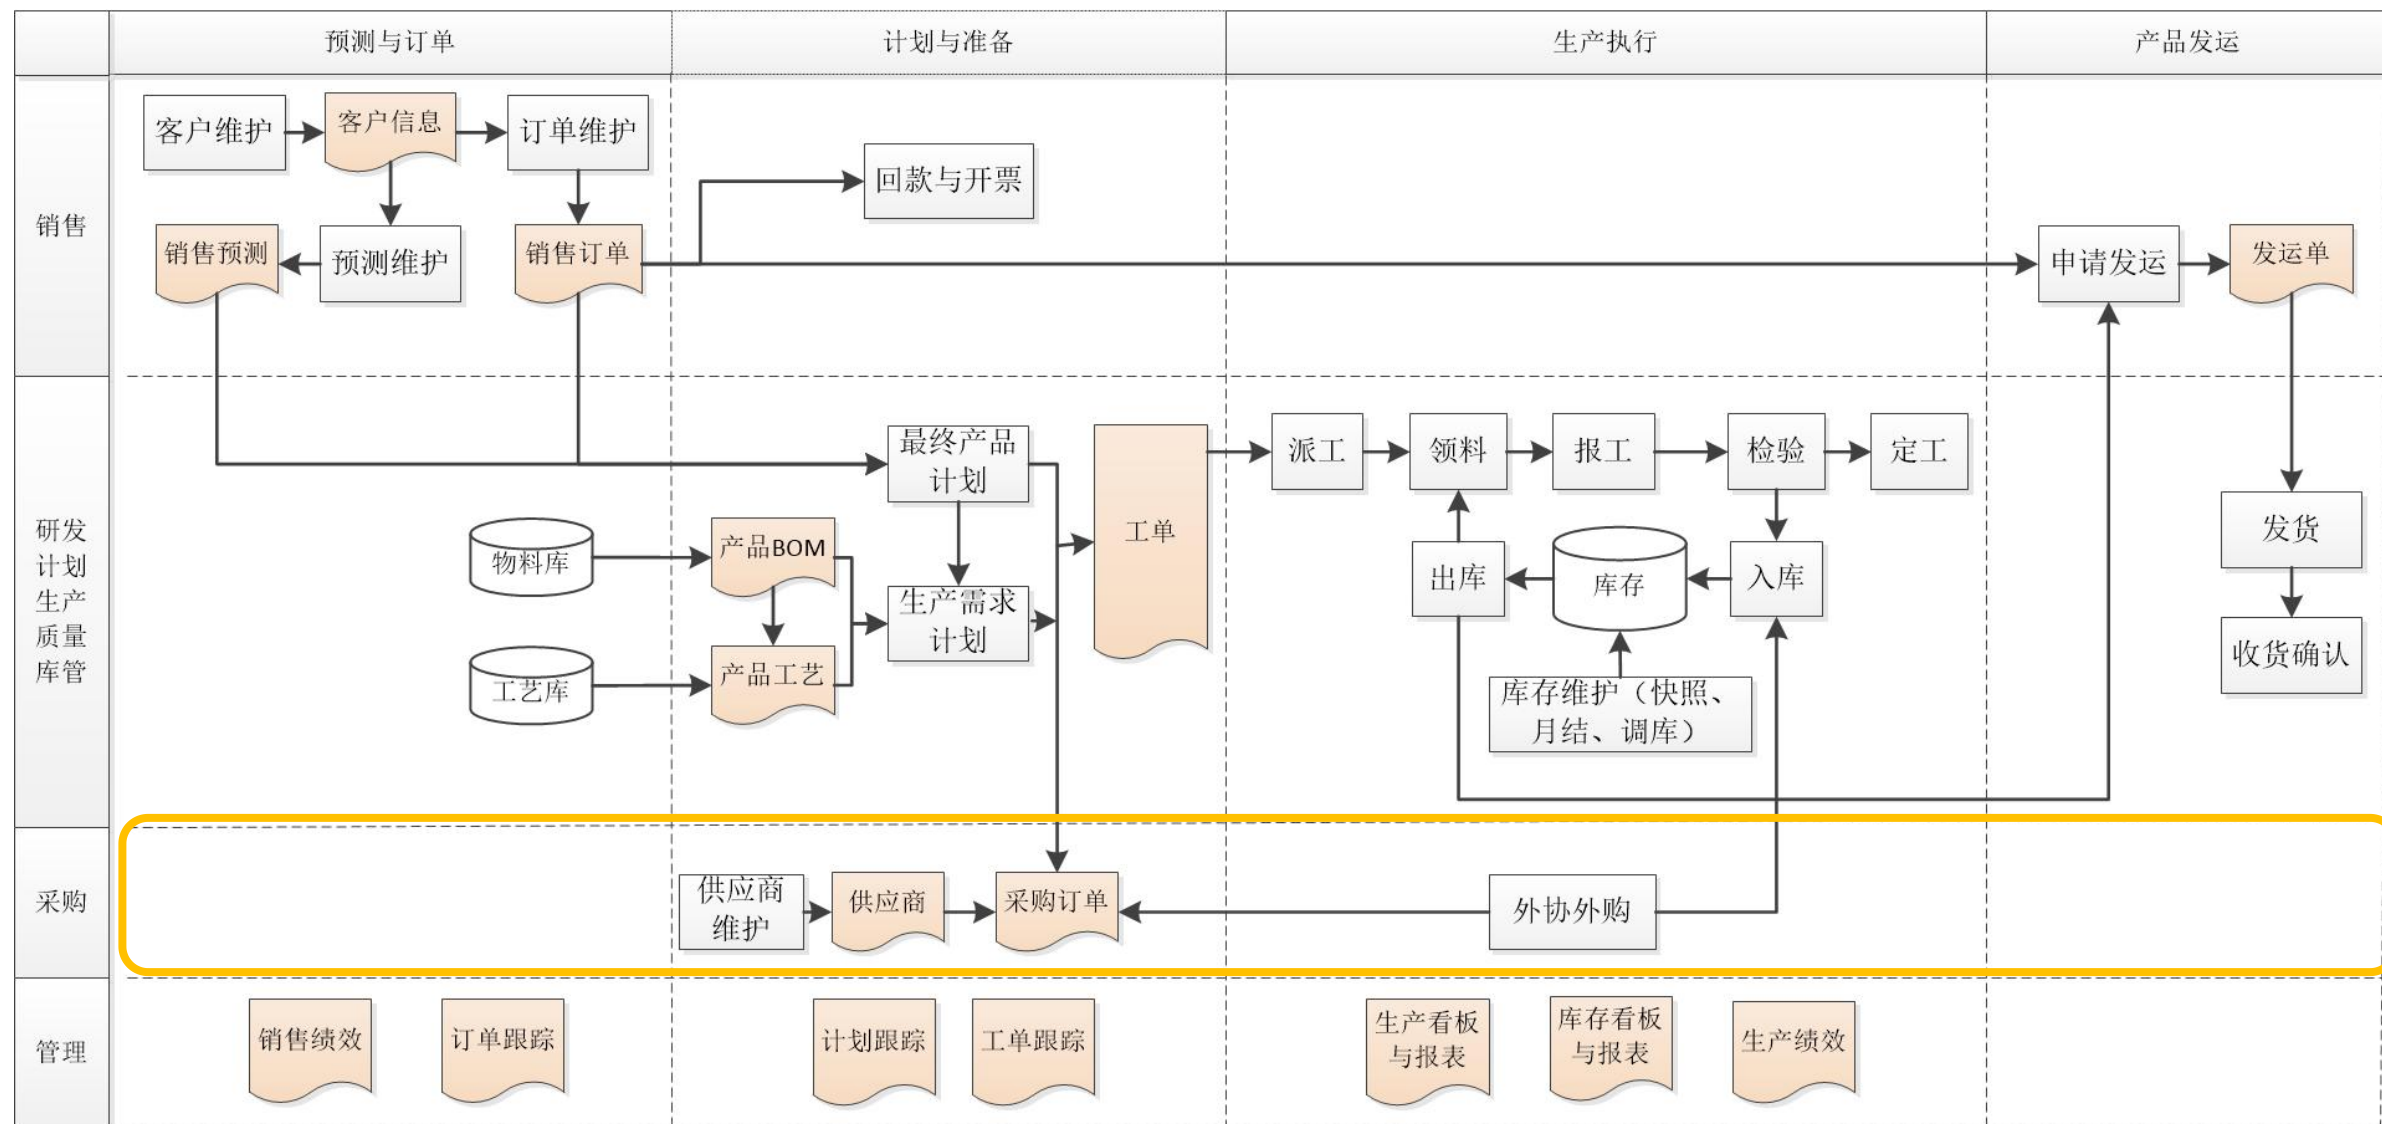 预测与订单
计划与准备
生产执行
产品发运
销售
客户维护
客户信息
订单维护
回款与开票
销售预测
预测维护
销售订单
申请发运
发运单
研发
计划
生产
质量
库管
最终产品
计划
工单
派工
领料
报工
检验
定工
物料库
产品BOM
生产需求
计划
出库
库存
入库
发货
工艺库
产品工艺
库存维护（快照、
月结、调库）
收货确认
采购
供应商
维护
供应商
采购订单
外协外购
管理
销售绩效
订单跟踪
计划跟踪
工单跟踪
生产看板
与报表
库存看板
与报表
生产绩效